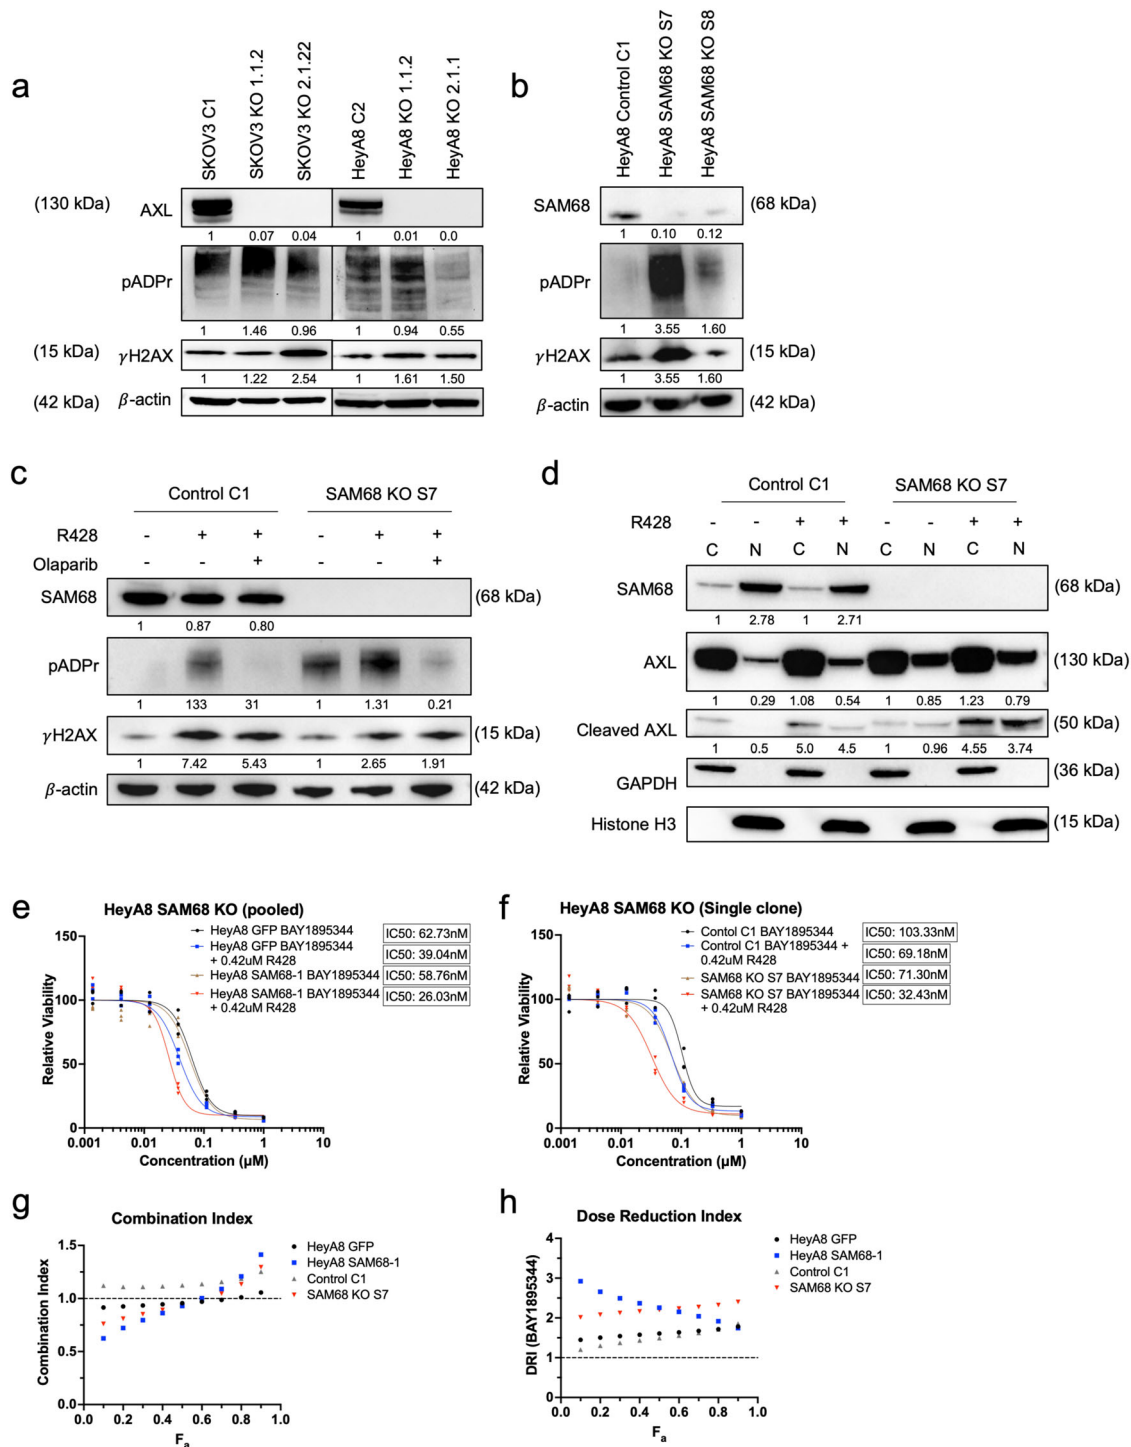 a
SKOV3 C1
SKOV3 KO 1.1.2
SKOV3 KO 2.1.22
HeyA8 C2
HeyA8 KO 1.1.2
HeyA8 KO 2.1.1
(130 kDa) AXL
1 0.07 0.04 1 0.01 0.0
pADPr
1 1.46 0.96 1 0.94 0.55
(15 kDa) γH2AX
1 1.22 2.54 1 1.61 1.50
(42 kDa) β-actin
b
HeyA8 Control C1
HeyA8 SAM68 KO S7
HeyA8 SAM68 KO S8
SAM68 (68 kDa)
1 0.10 0.12
pADPr
1 3.55 1.60
γH2AX (15 kDa)
1 3.55 1.60
β-actin (42 kDa)
c
Control C1 SAM68 KO S7
R428 - + + - + +
Olaparib - - + - - +
SAM68 (68 kDa)
1 0.87 0.80
pADPr
1 133 31 1 1.31 0.21
γH2AX (15 kDa)
1 7.42 5.43 1 2.65 1.91
β-actin (42 kDa)
d
Control C1 SAM68 KO S7
R428 - - + + - - + +
C N C N C N C N
SAM68 (68 kDa)
1 2.78 1 2.71
AXL (130 kDa)
1 0.29 1.08 0.54 1 0.85 1.23 0.79
Cleaved AXL (50 kDa)
1 0.5 5.0 4.5 1 0.96 4.55 3.74
GAPDH (36 kDa)
Histone H3 (15 kDa)
e
HeyA8 SAM68 KO (pooled)
HeyA8 GFP BAY1895344 IC50: 62.73nM
HeyA8 GFP BAY1895344
+ 0.42uM R428 IC50: 39.04nM
HeyA8 SAM68-1 BAY1895344 IC50: 58.76nM
HeyA8 SAM68-1 BAY1895344
+ 0.42uM R428 IC50: 26.03nM
Relative Viability
150
100
50
0
0.001 0.01 0.1 1 10
Concentration (μM)
f
HeyA8 SAM68 KO (Single clone)
Contol C1 BAY1895344 IC50: 103.33nM
Control C1 BAY1895344 +
0.42uM R428 IC50: 69.18nM
SAM68 KO S7 BAY1895344 IC50: 71.30nM
SAM68 KO S7 BAY1895344
+ 0.42uM R428 IC50: 32.43nM
Relative Viability
150
100
50
0
0.001 0.01 0.1 1 10
Concentration (μM)
g
Combination Index
HeyA8 GFP
HeyA8 SAM68-1
Control C1
SAM68 KO S7
Combination Index
1.5
1.0
0.5
0.0
0.0 0.2 0.4 0.6 0.8 1.0
Fa
h
Dose Reduction Index
HeyA8 GFP
HeyA8 SAM68-1
Control C1
SAM68 KO S7
DRI (BAY1895344)
4
3
2
1
0
0.0 0.2 0.4 0.6 0.8 1.0
Fa